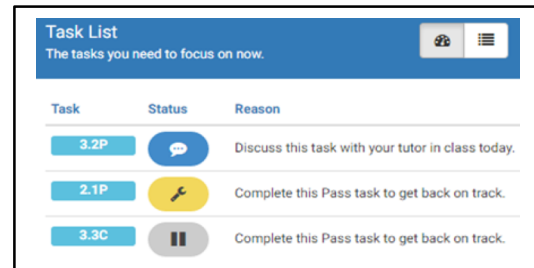 Task List
The tasks you need to focus on now.
Task Status Reason
3.2P Discuss this task with your tutor in class today.
2.1P Complete this Pass task to get back on track.
3.3C Complete this Pass task to get back on track.